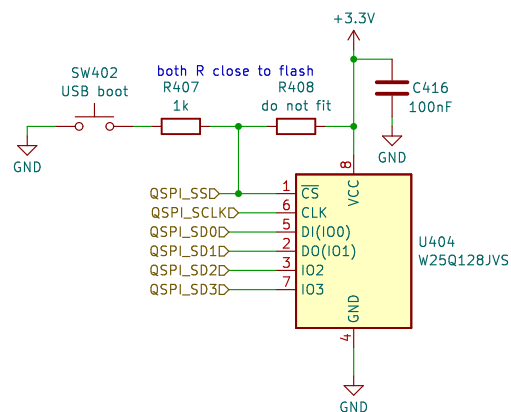 +3.3V
both R close to flash
SW402
USB boot
R407
1k
R408
do not fit
C416
100nF
GND
GND
8
VCC
QSPI_SS
1
CS
QSPI_SCLK
6
CLK
QSPI_SD0
5
DI(IO0)
QSPI_SD1
2
DO(IO1)
QSPI_SD2
3
IO2
QSPI_SD3
7
IO3
U404
W25Q128JVS
GND
4
GND